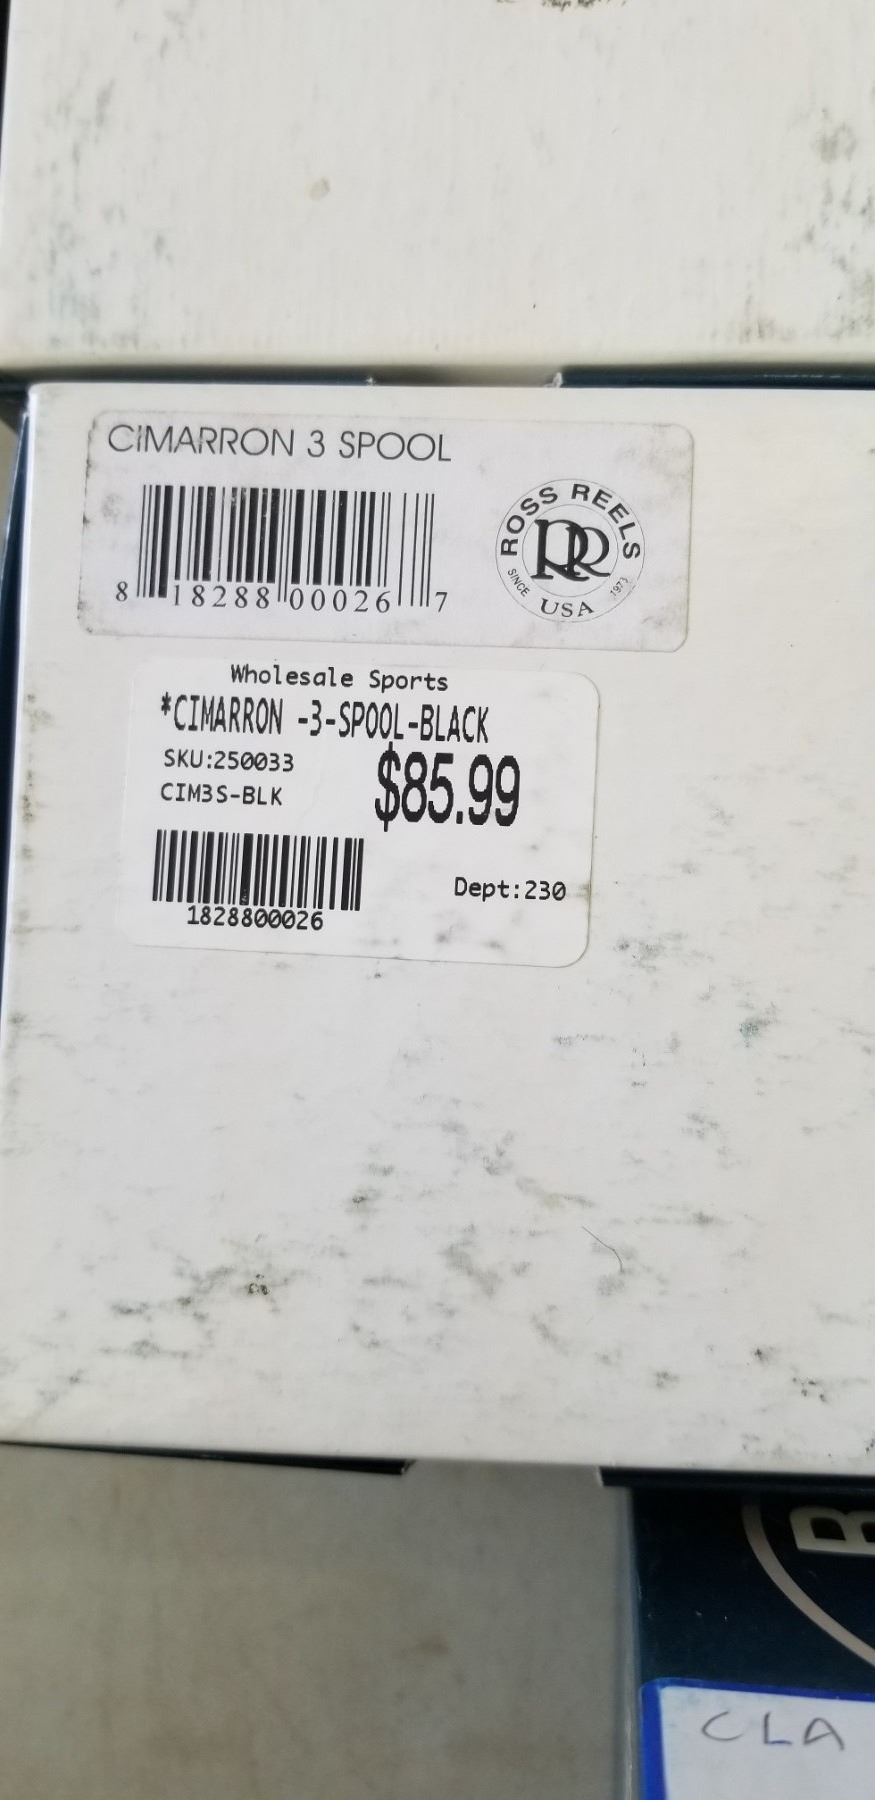 CIMARRON 3 SPOOL
8 18288 00026 7
ROSS REELS
RR
SINCE 1973
USA
Wholesale Sports
*CIMARRON -3-SPOOL-BLACK
SKU:250033
$85.99
CIM3S-BLK
Dept:230
1828800026
B
CLA